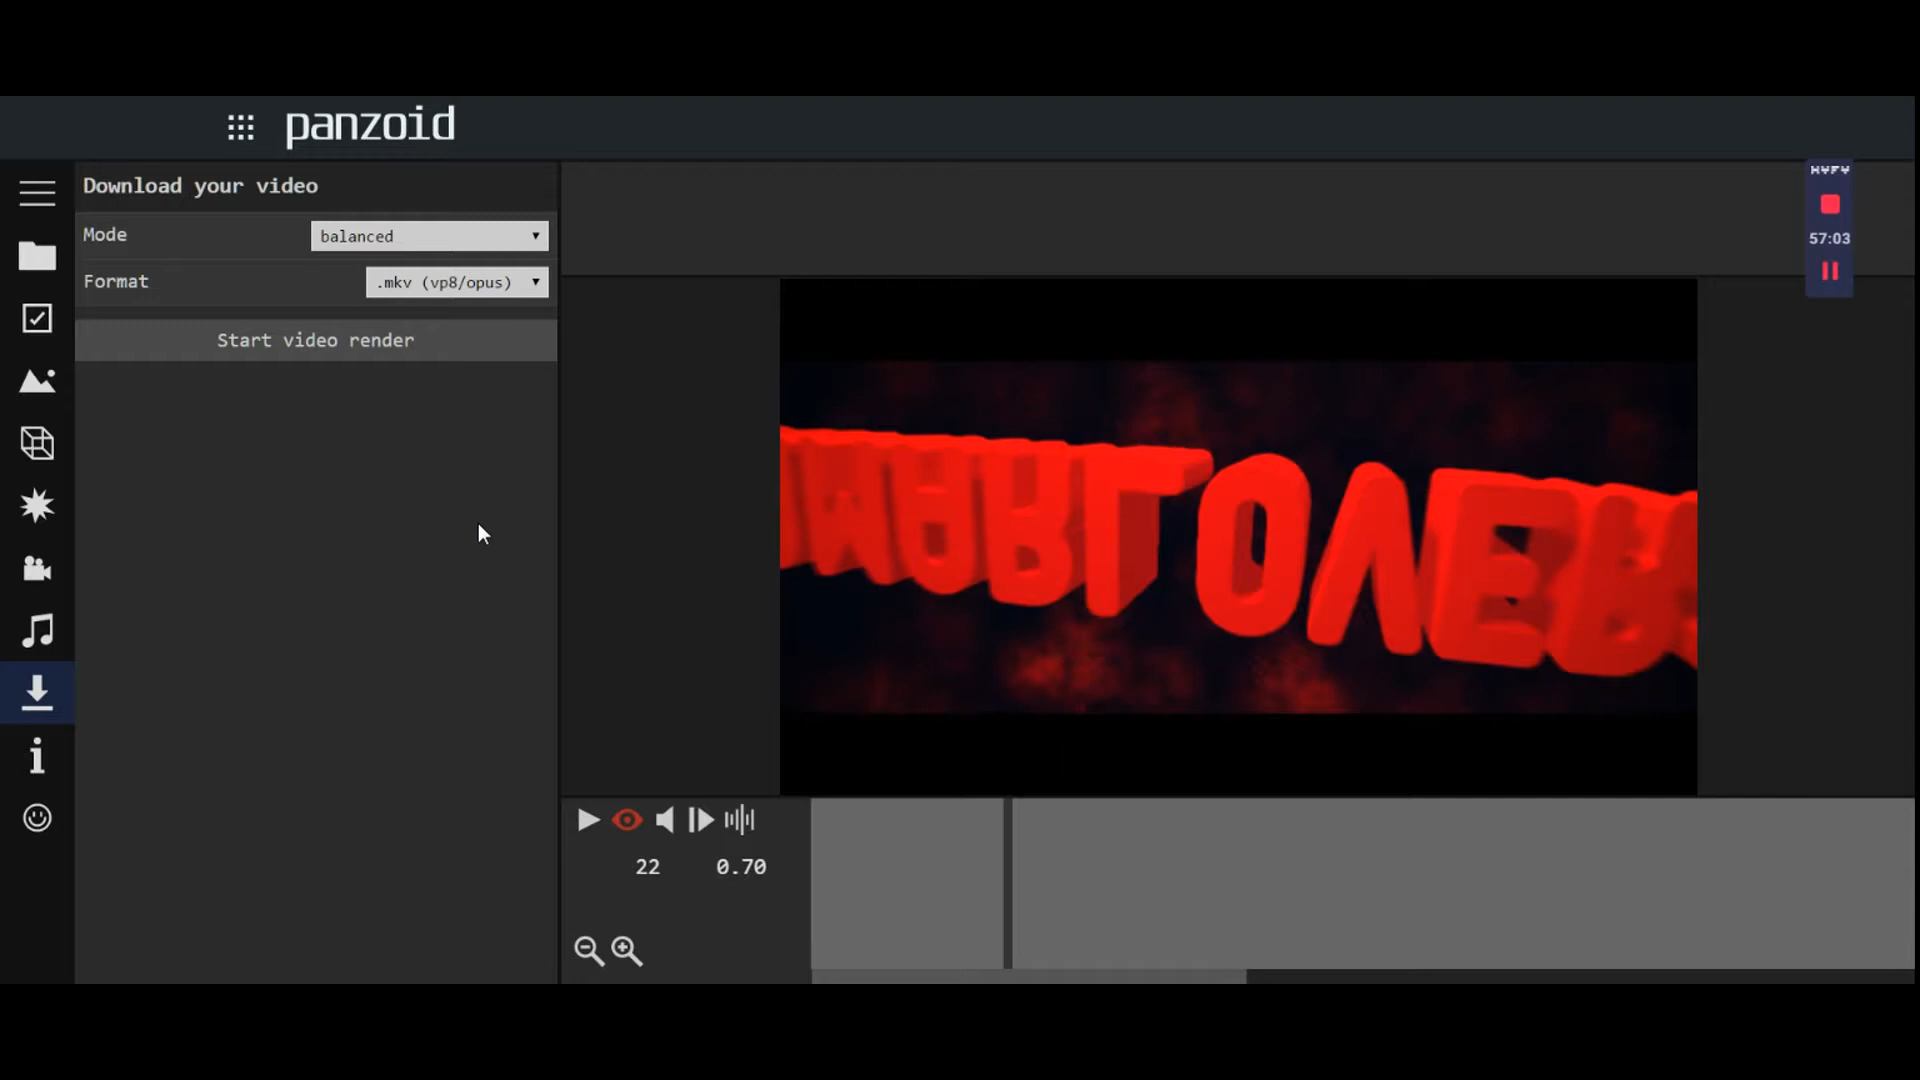 panzoid
Download your video
Mode
balanced
Format
.mkv (vp8/opus)
Start video render
57:03
22 0.70